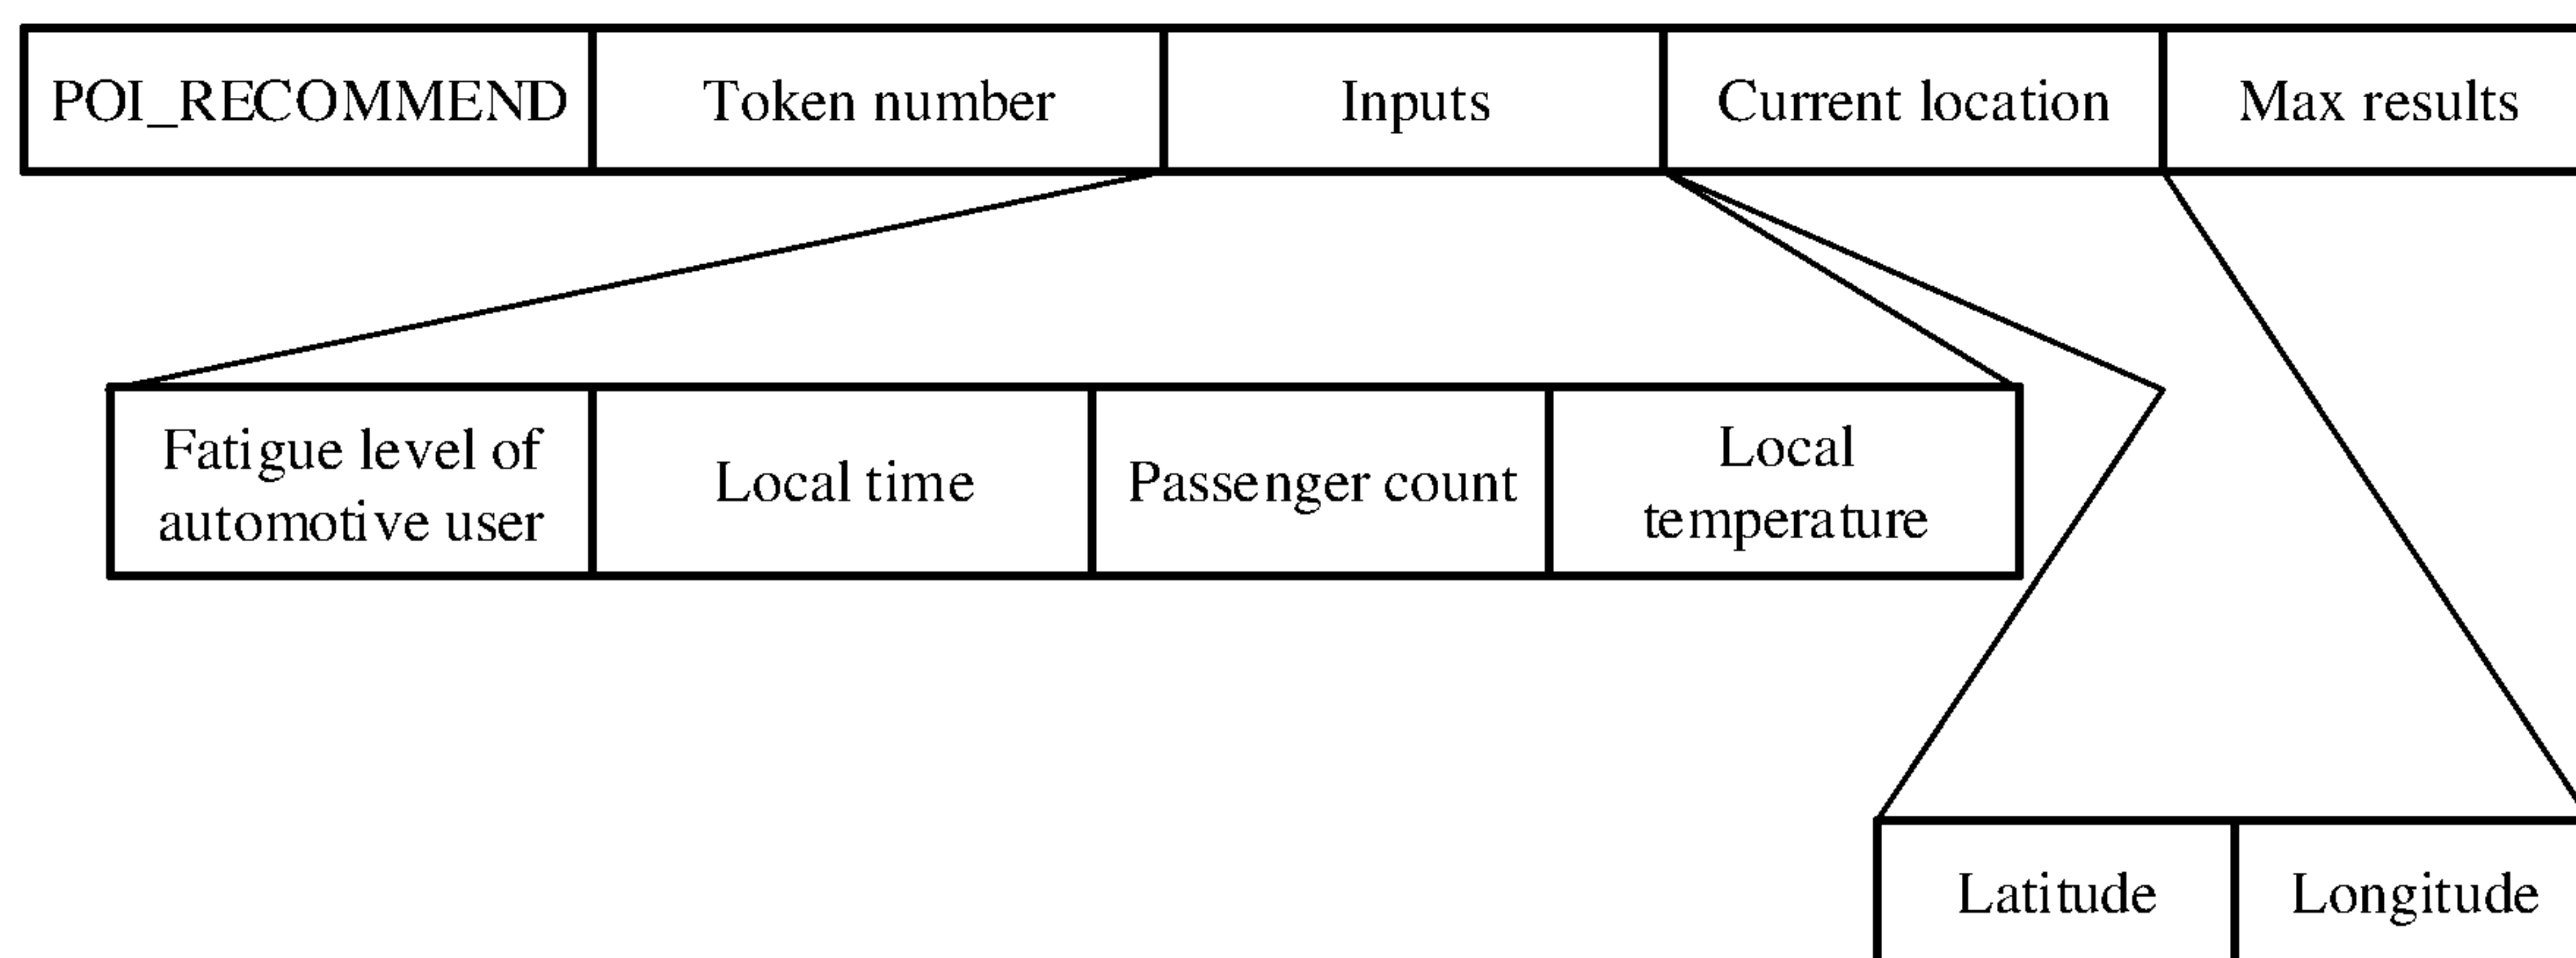 POI_RECOMMEND Token number Inputs Current location Max results
Fatigue level of
automotive user
Local time
Passenger count
Local
temperature
Latitude Longitude